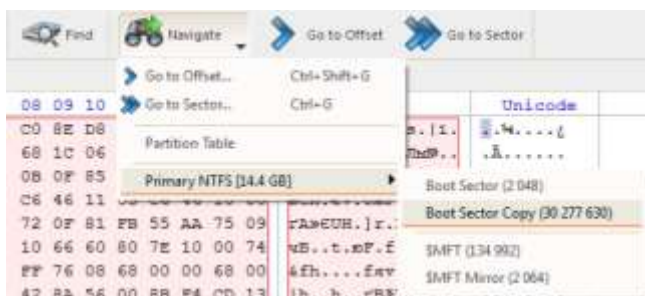 Find Navigate Go to Offset Go to Sector
Go to Offset... Ctrl+Shift+G
08 09 10 Go to Sector... Ctrl+G Unicode
C0 8E D8
Partition Table
68 1C 06
0B 0F 85 Primary NTFS [14.4 GB] Boot Sector (2 048)
C6 46 11
Boot Sector Copy (30 277 630)
72 0F 81 FB 55 AA 75 09
10 66 60 80 7E 10 00 74 $MFT (134 992)
FF 76 08 68 00 00 68 00 $MFT Mirror (2 064)
42 8A 56 00 8B F4 CD 13